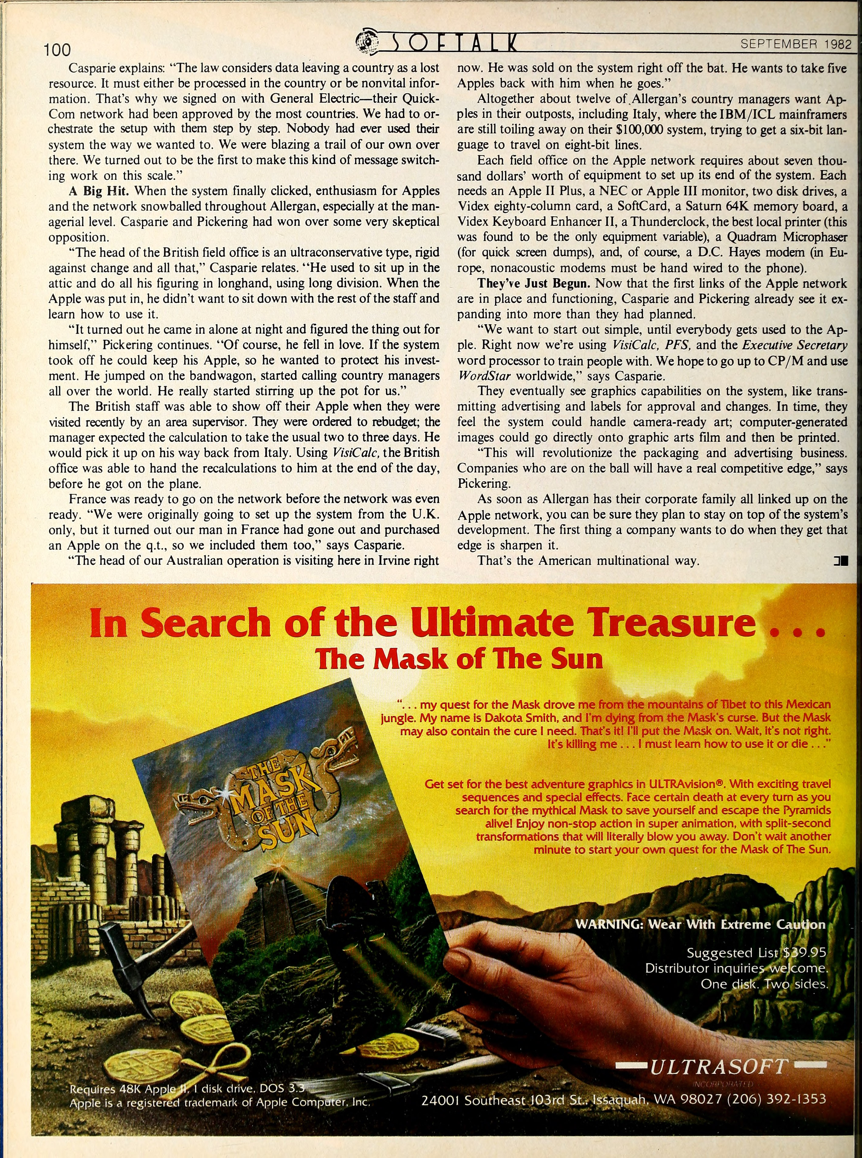 100
SOFTALK
SEPTEMBER 1982
Casparie explains: “The law considers data leaving a country as a lost
resource. It must either be processed in the country or be nonvital infor-
mation. That's why we signed on with General Electric—their Quick-
Com network had been approved by the most countries. We had to or-
chestrate the setup with them step by step. Nobody had ever used their
system the way we wanted to. We were blazing a trail of our own over
there. We turned out to be the first to make this kind of message switch-
ing work on this scale.”
A Big Hit. When the system finally clicked, enthusiasm for Apples
and the network snowballed throughout Allergan, especially at the man-
agerial level. Casparie and Pickering had won over some very skeptical
opposition.
“The head of the British field office is an ultraconservative type, rigid
against change and all that,” Casparie relates. “He used to sit up in the
attic and do all his figuring in longhand, using long division. When the
Apple was put in, he didn't want to sit down with the rest of the staff and
learn how to use it.
“It turned out he came in alone at night and figured the thing out for
himself,” Pickering continues. “Of course, he fell in love. If the system
took off he could keep his Apple, so he wanted to protect his invest-
ment. He jumped on the bandwagon, started calling country managers
all over the world. He really started stirring up the pot for us.”
The British staff was able to show off their Apple when they were
visited recently by an area supervisor. They were ordered to rebudget; the
manager expected the calculation to take the usual two to three days. He
would pick it up on his way back from Italy. Using VisiCalc, the British
office was able to hand the recalculations to him at the end of the day,
before he got on the plane.
France was ready to go on the network before the network was even
ready. “We were originally going to set up the system from the U.K.
only, but it turned out our man in France had gone out and purchased
an Apple on the q.t., so we included them too,” says Casparie.
“The head of our Australian operation is visiting here in Irvine right
now. He was sold on the system right off the bat. He wants to take five
Apples back with him when he goes.”
Altogether about twelve of Allergan's country managers want Ap-
ples in their outposts, including Italy, where the IBM/ICL mainframers
are still toiling away on their $100,000 system, trying to get a six-bit lan-
guage to travel on eight-bit lines.
Each field office on the Apple network requires about seven thou-
sand dollars' worth of equipment to set up its end of the system. Each
needs an Apple II Plus, a NEC or Apple III monitor, two disk drives, a
Videx eighty-column card, a SoftCard, a Saturn 64K memory board, a
Videx Keyboard Enhancer II, a Thunderclock, the best local printer (this
was found to be the only equipment variable), a Quadram Microphaser
(for quick screen dumps), and, of course, a D.C. Hayes modem (in Eu-
rope, nonacoustic modems must be hand wired to the phone).
They've Just Begun. Now that the first links of the Apple network
are in place and functioning, Casparie and Pickering already see it ex-
panding into more than they had planned.
“We want to start out simple, until everybody gets used to the Ap-
ple. Right now we're using VisiCalc, PFS, and the Executive Secretary
word processor to train people with. We hope to go up to CP/M and use
WordStar worldwide,” says Casparie.
They eventually see graphics capabilities on the system, like trans-
mitting advertising and labels for approval and changes. In time, they
feel the system could handle camera-ready art; computer-generated
images could go directly onto graphic arts film and then be printed.
“This will revolutionize the packaging and advertising business.
Companies who are on the ball will have a real competitive edge,” says
Pickering.
As soon as Allergan has their corporate family all linked up on the
Apple network, you can be sure they plan to stay on top of the system's
development. The first thing a company wants to do when they get that
edge is sharpen it.
That's the American multinational way.
In Search of the Ultimate Treasure . . .
The Mask of The Sun
“. . . my quest for the Mask drove me from the mountains of Tibet to this Mexican
jungle. My name is Dakota Smith, and I'm dying from the Mask's curse. But the Mask
may also contain the cure I need. That's it! I'll put the Mask on. Wait, it's not right.
It's killing me . . . I must learn how to use it or die . . .”
THE
MASK
OF THE
SUN
Get set for the best adventure graphics in ULTRAvision®. With exciting travel
sequences and special effects. Face certain death at every turn as you
search for the mythical Mask to save yourself and escape the Pyramids
alive! Enjoy non-stop action in super animation, with split-second
transformations that will literally blow you away. Don't wait another
minute to start your own quest for the Mask of The Sun.
WARNING: Wear With Extreme Caution
Suggested List $39.95
Distributor inquiries welcome.
One disk. Two sides.
ULTRASOFT
INCORPORATED
Requires 48K Apple II, 1 disk drive. DOS 3.3
Apple is a registered trademark of Apple Computer, Inc.
24001 Southeast 103rd St., Issaquah, WA 98027 (206) 392-1353